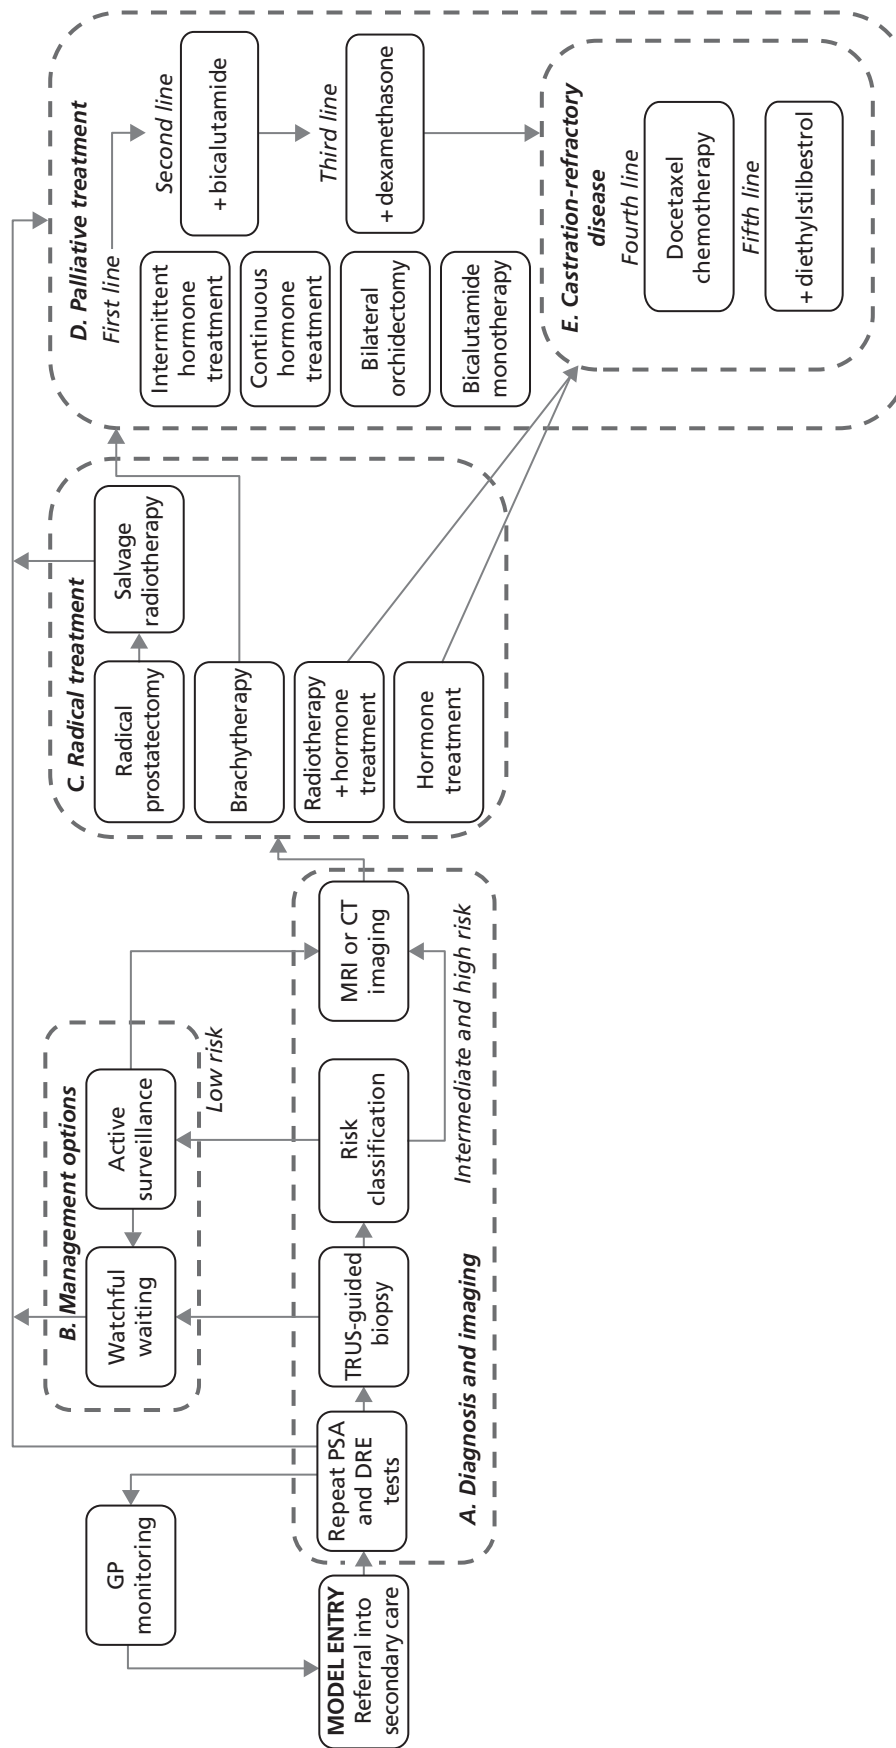 GP
monitoring
MODEL ENTRY
Referral into
secondary care
A. Diagnosis and imaging
Repeat PSA
and DRE
tests
TRUS-guided
biopsy
Risk
classification
MRI or CT
imaging
Intermediate and high risk
Low risk
B. Management options
Watchful
waiting
Active
surveillance
C. Radical treatment
Radical
prostatectomy
Salvage
radiotherapy
Brachytherapy
Radiotherapy
+ hormone
treatment
Hormone
treatment
D. Palliative treatment
First line
Intermittent
hormone
treatment
Continuous
hormone
treatment
Bilateral
orchidectomy
Bicalutamide
monotherapy
Second line
+ bicalutamide
Third line
+ dexamethasone
E. Castration-refractory
disease
Fourth line
Docetaxel
chemotherapy
Fifth line
+ diethylstilbestrol